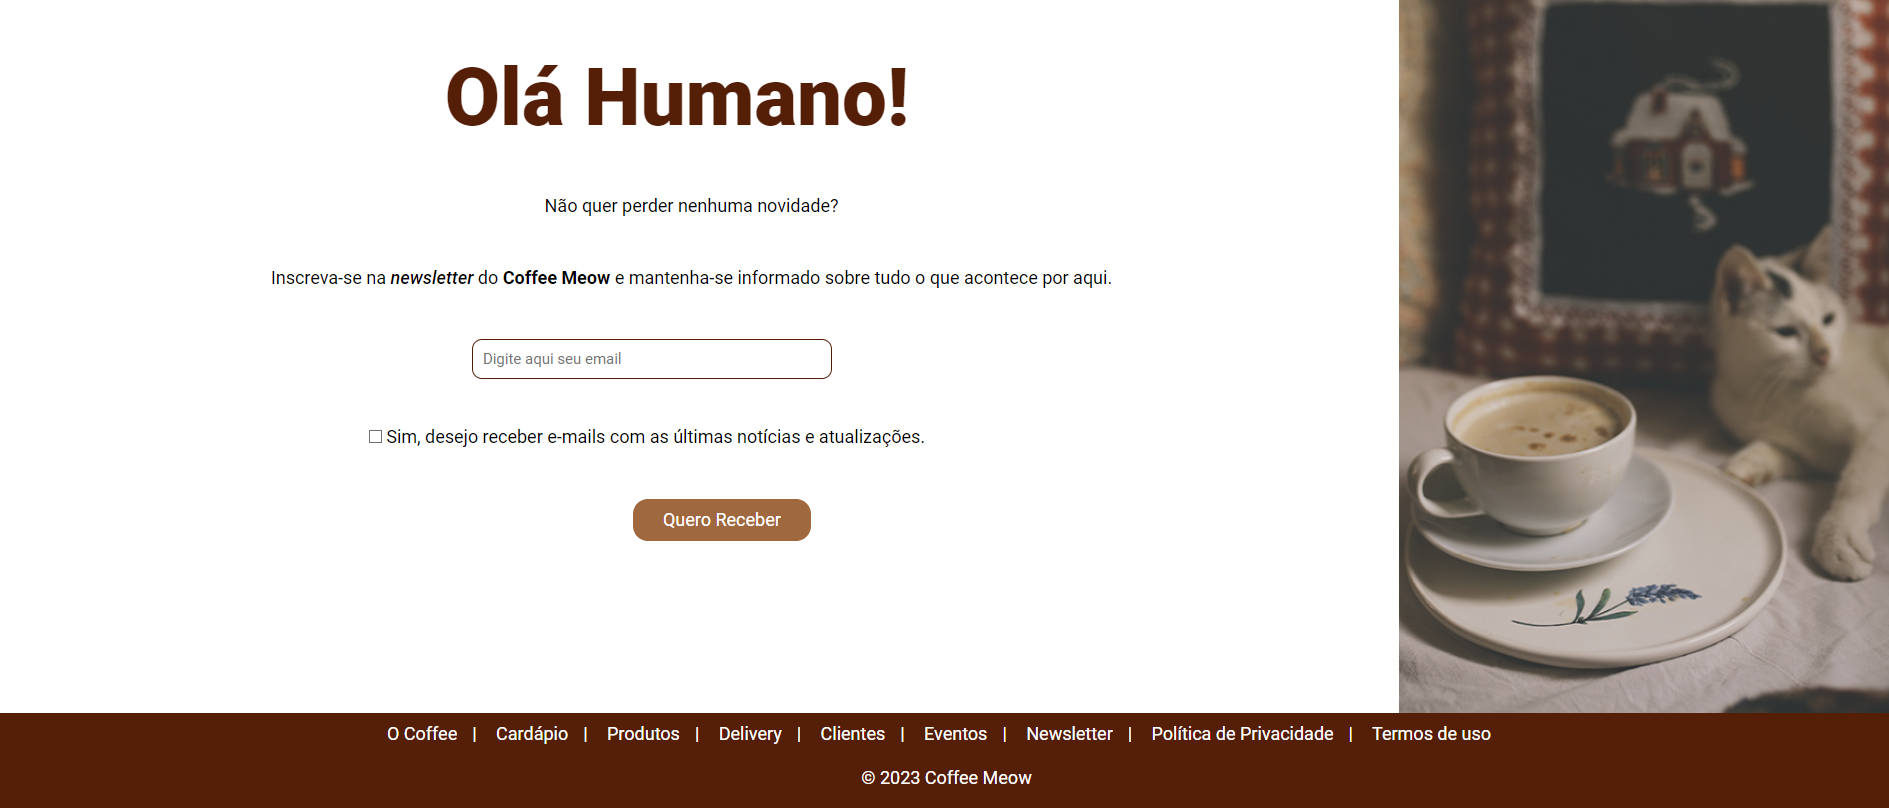 Olá Humano!
Não quer perder nenhuma novidade?
Inscreva-se na newsletter do Coffee Meow e mantenha-se informado sobre tudo o que acontece por aqui.
Digite aqui seu email
Sim, desejo receber e-mails com as últimas notícias e atualizações.
Quero Receber
O Coffee | Cardápio | Produtos | Delivery | Clientes | Eventos | Newsletter | Política de Privacidade | Termos de uso
© 2023 Coffee Meow